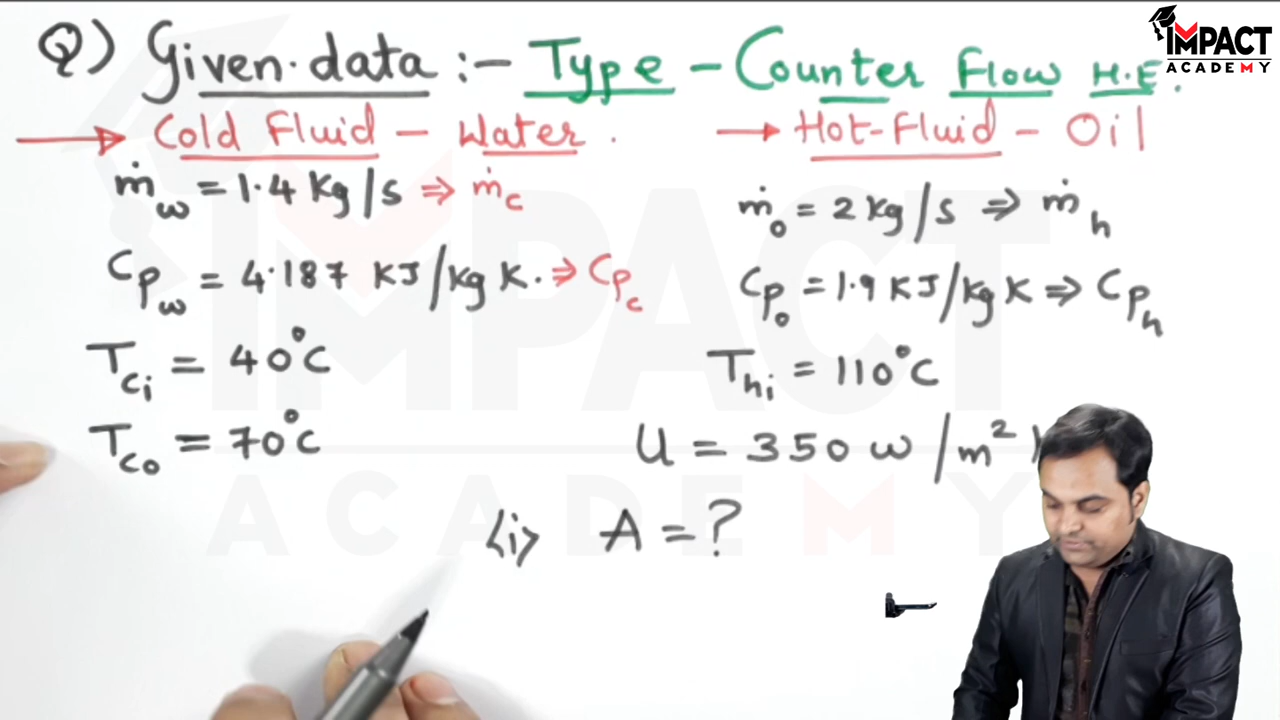 IMPACT
ACADEMY
Q) Given data :- Type - Counter Flow H.E.
→ Cold Fluid - Water.
ṁw = 1.4 Kg/s ⇒ ṁc
Cpw = 4.187 KJ/kg K. ⇒ Cpc
Tci = 40°C
Tco = 70°C
→ Hot-Fluid - Oil
ṁo = 2 kg/s ⇒ ṁh
Cpo = 1.9 KJ/kg K ⇒ Cph
Thi = 110°C
U = 350 w/m²
<i> A = ?
IMPACT
ACADEMY